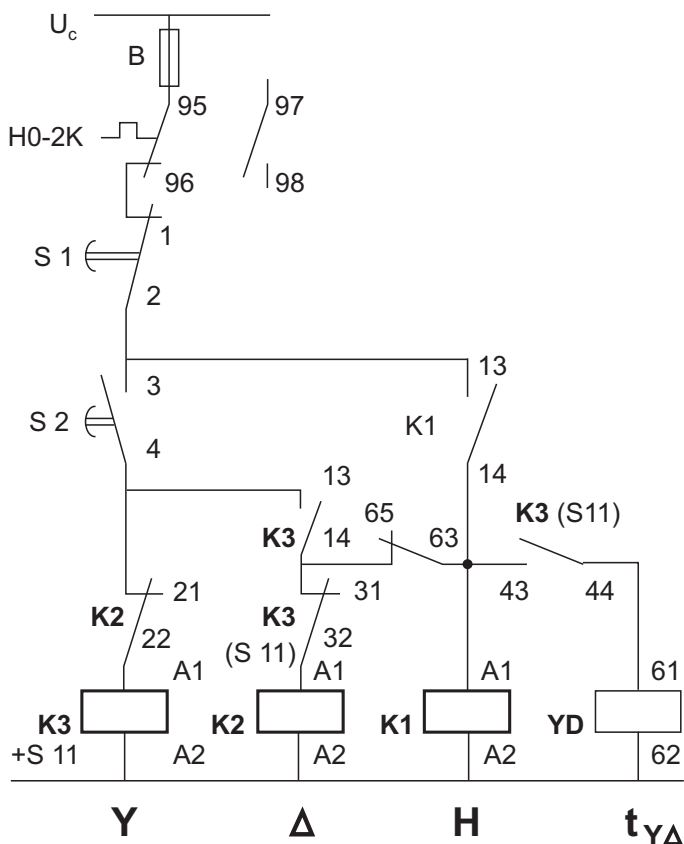 Uc
B
95
97
H0-2K
96
98
1
S 1
2
3
13
S 2
K1
4
14
13
K3 (S11)
65
63
K3
14
43
44
21
31
K2
K3
22
32
(S 11)
A1
A1
A1
61
K3
K2
K1
YD
+S 11
A2
A2
A2
62
Y
Δ
H
tYΔ